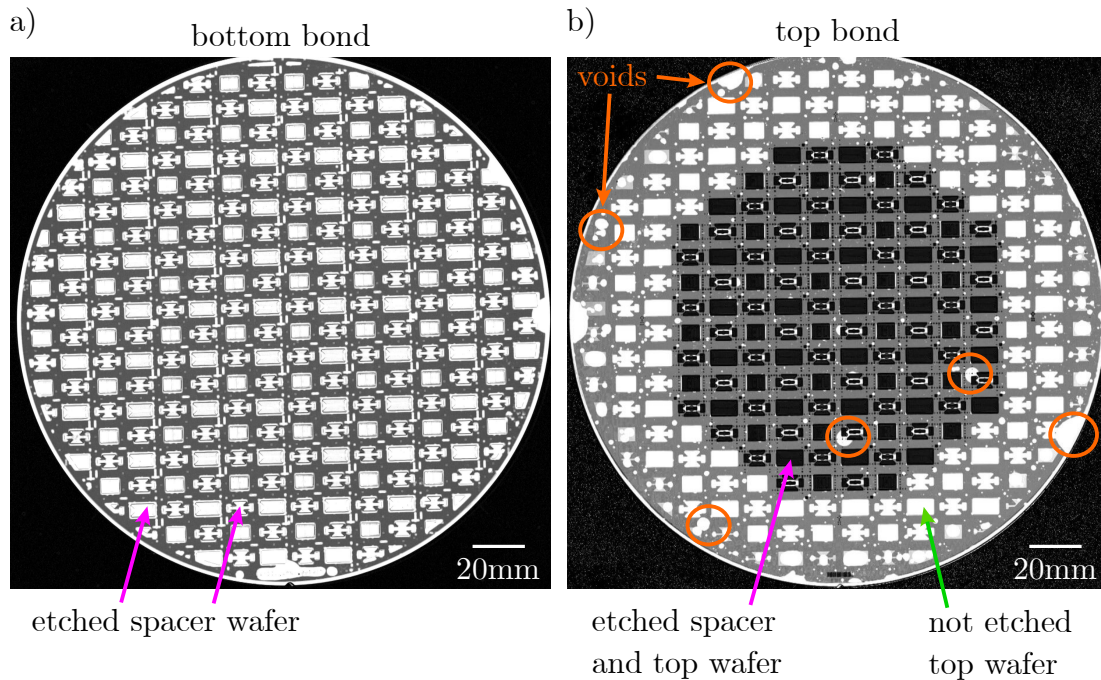 a)
bottom bond
20mm
etched spacer wafer
b)
top bond
voids
20mm
etched spacer
and top wafer
not etched
top wafer